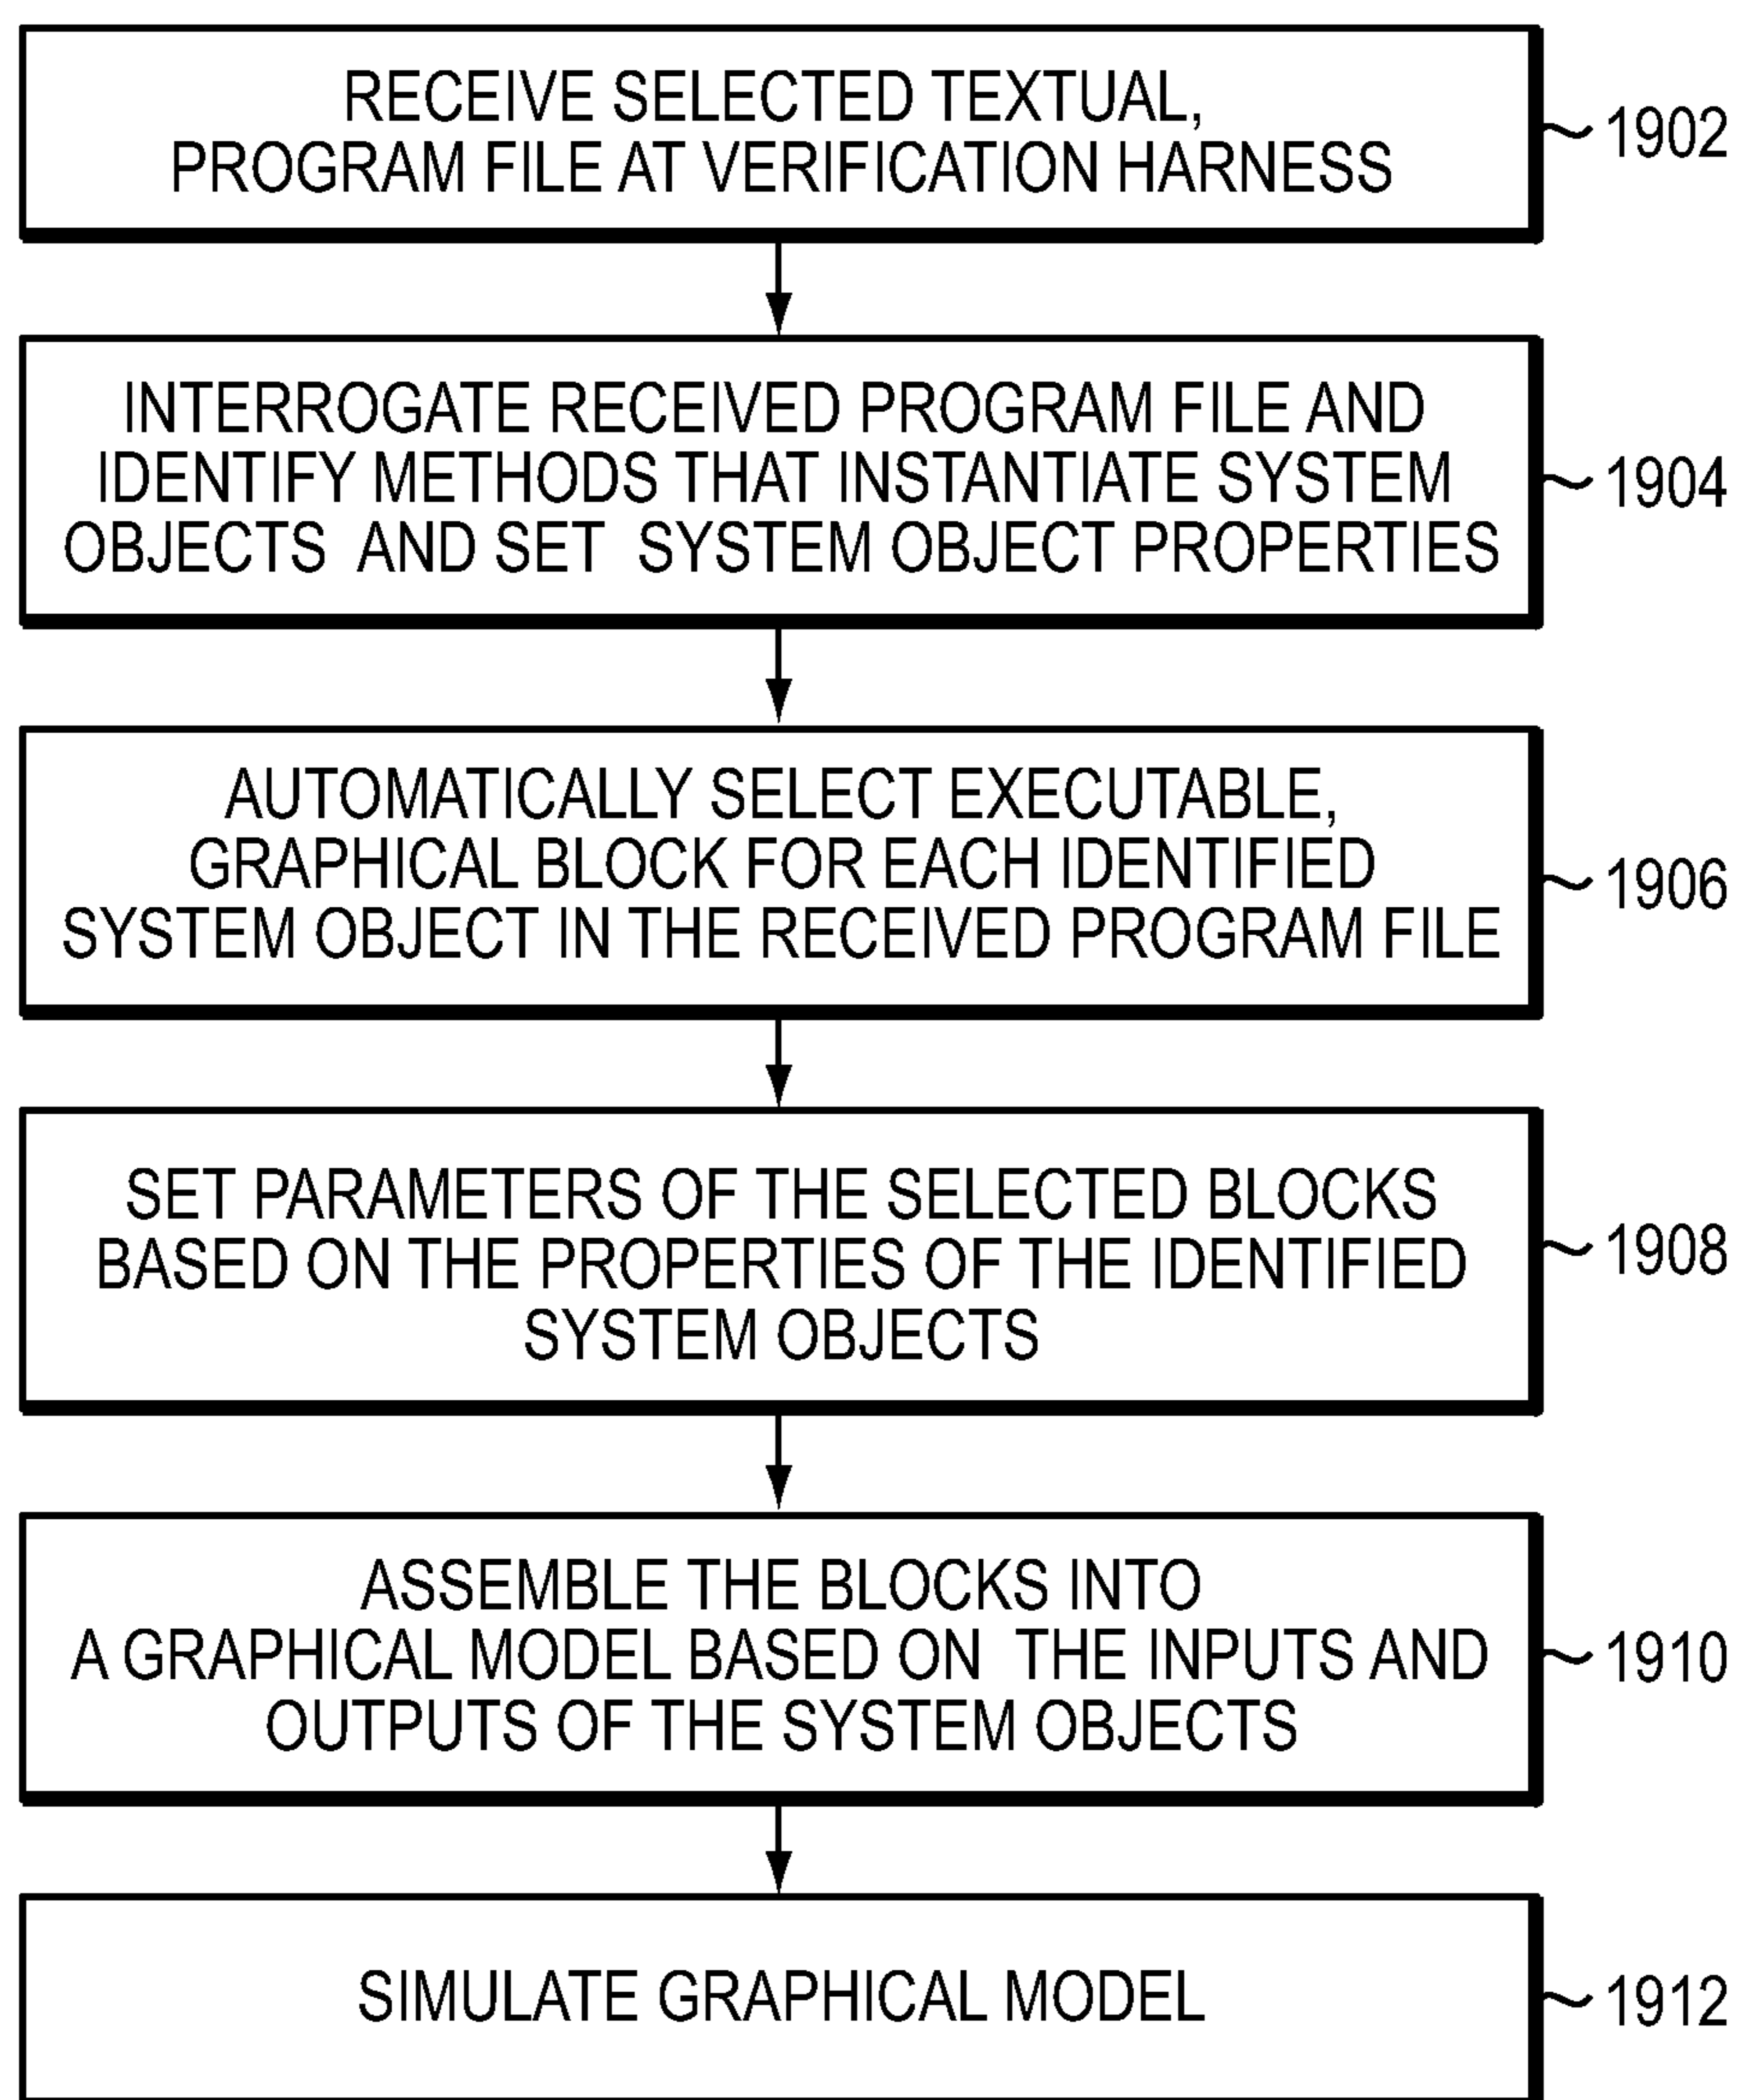 RECEIVE SELECTED TEXTUAL,
PROGRAM FILE AT VERIFICATION HARNESS
1902
INTERROGATE RECEIVED PROGRAM FILE AND
IDENTIFY METHODS THAT INSTANTIATE SYSTEM
OBJECTS AND SET SYSTEM OBJECT PROPERTIES
1904
AUTOMATICALLY SELECT EXECUTABLE,
GRAPHICAL BLOCK FOR EACH IDENTIFIED
SYSTEM OBJECT IN THE RECEIVED PROGRAM FILE
1906
SET PARAMETERS OF THE SELECTED BLOCKS
BASED ON THE PROPERTIES OF THE IDENTIFIED
SYSTEM OBJECTS
1908
ASSEMBLE THE BLOCKS INTO
A GRAPHICAL MODEL BASED ON THE INPUTS AND
OUTPUTS OF THE SYSTEM OBJECTS
1910
SIMULATE GRAPHICAL MODEL
1912